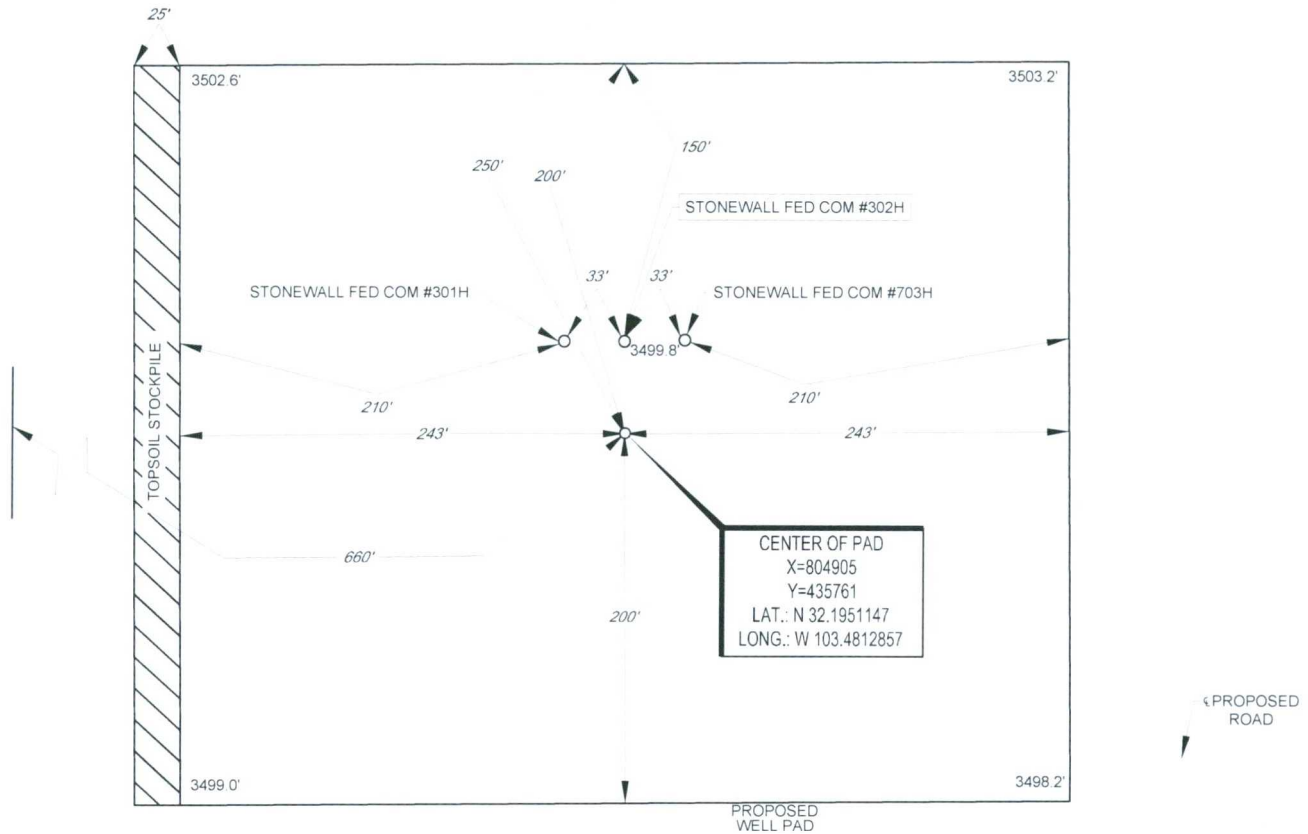 25'
3502.6'
3503.2'
150'
250'
200'
STONEWALL FED COM #302H
33'
33'
STONEWALL FED COM #301H
STONEWALL FED COM #703H
3499.8'
TOPSOIL STOCKPILE
210'
210'
243'
243'
CENTER OF PAD
X=804905
Y=435761
LAT.: N 32.1951147
LONG.: W 103.4812857
660'
200'
℄ PROPOSED
ROAD
3499.0'
3498.2'
PROPOSED
WELL PAD